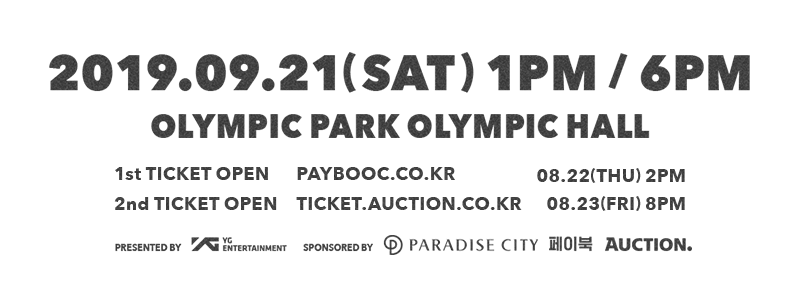 2019.09.21(SAT) 1PM / 6PM
OLYMPIC PARK OLYMPIC HALL
1st TICKET OPEN PAYBOOC.CO.KR 08.22(THU) 2PM
2nd TICKET OPEN TICKET.AUCTION.CO.KR 08.23(FRI) 8PM
PRESENTED BY YG ENTERTAINMENT SPONSORED BY PARADISE CITY 페이북 AUCTION.